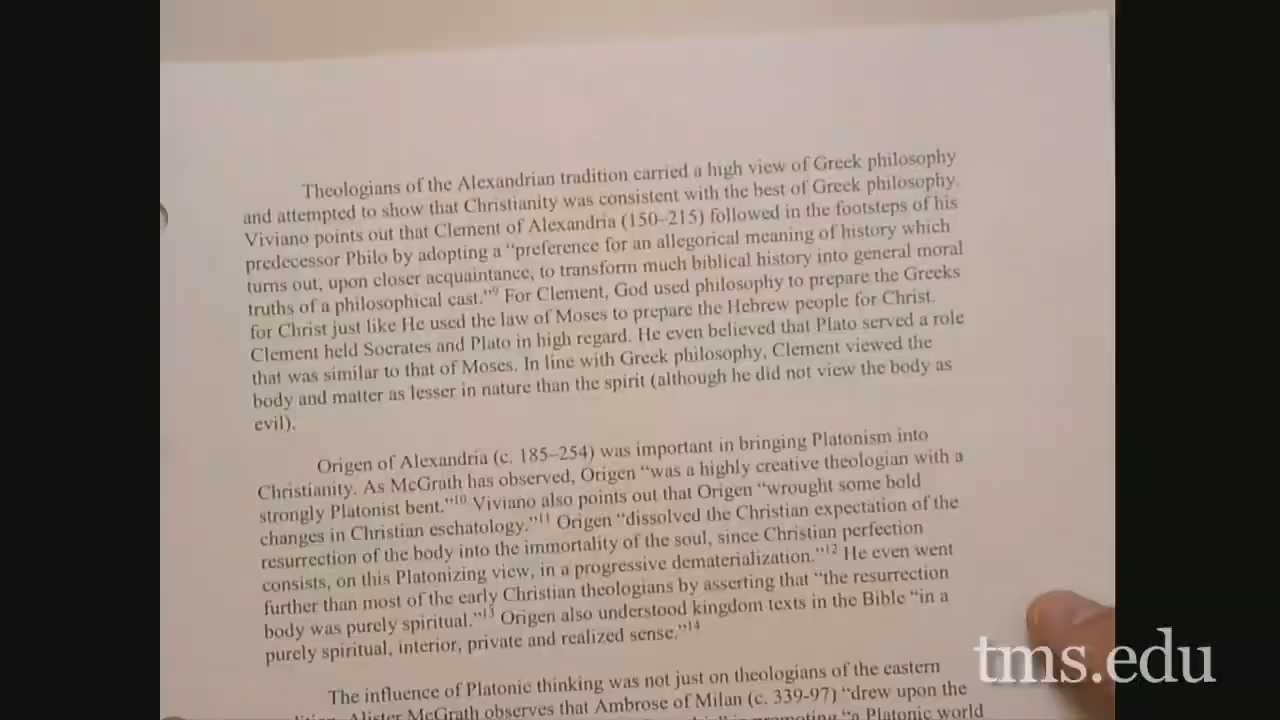 Theologians of the Alexandrian tradition carried a high view of Greek philosophy
and attempted to show that Christianity was consistent with the best of Greek philosophy.
Viviano points out that Clement of Alexandria (150–215) followed in the footsteps of his
predecessor Philo by adopting a “preference for an allegorical meaning of history which
turns out, upon closer acquaintance, to transform much biblical history into general moral
truths of a philosophical cast.”9 For Clement, God used philosophy to prepare the Greeks
for Christ just like He used the law of Moses to prepare the Hebrew people for Christ.
Clement held Socrates and Plato in high regard. He even believed that Plato served a role
that was similar to that of Moses. In line with Greek philosophy, Clement viewed the
body and matter as lesser in nature than the spirit (although he did not view the body as
evil).
Origen of Alexandria (c. 185–254) was important in bringing Platonism into
Christianity. As McGrath has observed, Origen “was a highly creative theologian with a
strongly Platonist bent.”10 Viviano also points out that Origen “wrought some bold
changes in Christian eschatology.”11 Origen “dissolved the Christian expectation of the
resurrection of the body into the immortality of the soul, since Christian perfection
consists, on this Platonizing view, in a progressive dematerialization.”12 He even went
further than most of the early Christian theologians by asserting that “the resurrection
body was purely spiritual.”13 Origen also understood kingdom texts in the Bible “in a
purely spiritual, interior, private and realized sense.”14
The influence of Platonic thinking was not just on theologians of the eastern
Alister McGrath observes that Ambrose of Milan (c. 339-97) “drew upon the
promoting “a Platonic world
tms.edu